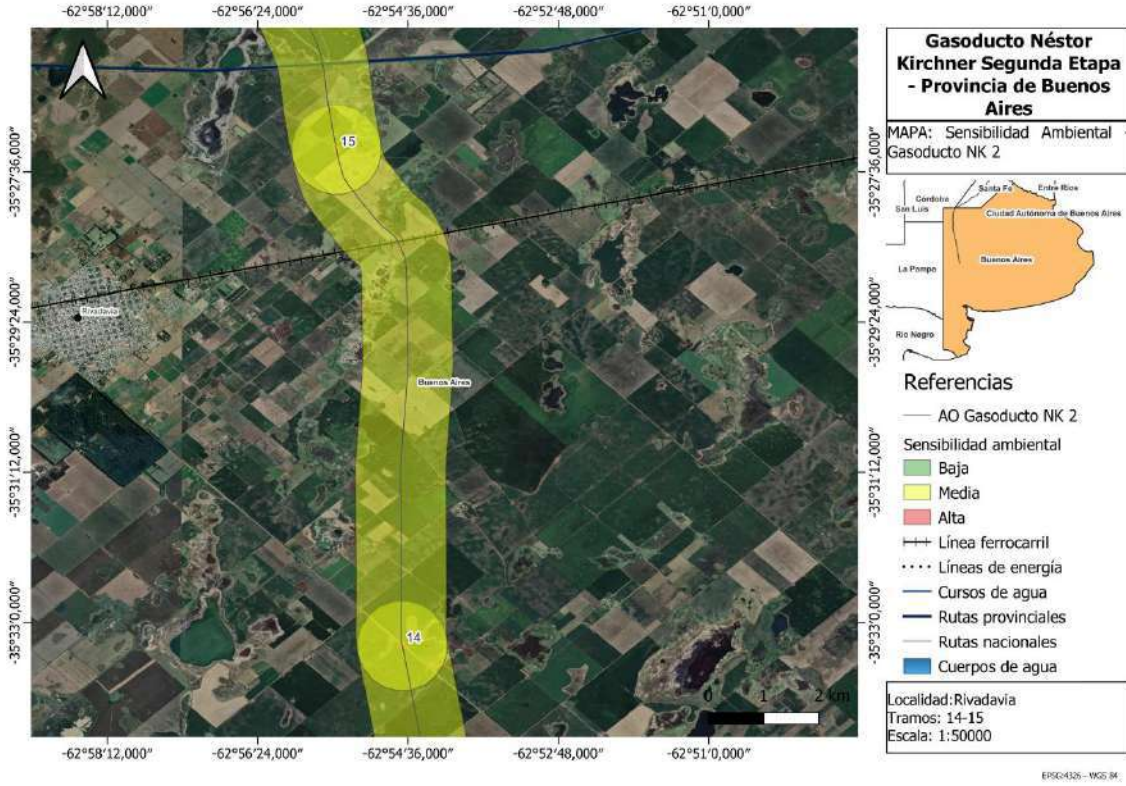 -62°58′12,000″ -62°56′24,000″ -62°54′36,000″ -62°52′48,000″ -62°51′0,000″
-35°27′36,000″
-35°29′24,000″
-35°31′12,000″
-35°33′0,000″
15
Rivadavia
Buenos Aires
14
0 1 2 km
-35°27′36,000″
-35°29′24,000″
-35°31′12,000″
-35°33′0,000″
-62°58′12,000″ -62°56′24,000″ -62°54′36,000″ -62°52′48,000″ -62°51′0,000″
Gasoducto Néstor
Kirchner Segunda Etapa
- Provincia de Buenos
Aires
MAPA: Sensibilidad Ambiental -
Gasoducto NK 2
Santa Fe
Entre Ríos
Córdoba
San Luis
Ciudad Autónoma de Buenos Aires
Buenos Aires
La Pampa
Río Negro
Referencias
AO Gasoducto NK 2
Sensibilidad ambiental
Baja
Media
Alta
Línea ferrocarril
Líneas de energía
Cursos de agua
Rutas provinciales
Rutas nacionales
Cuerpos de agua
Localidad:Rivadavia
Tramos: 14-15
Escala: 1:50000
EPSG:4326 - WGS 84